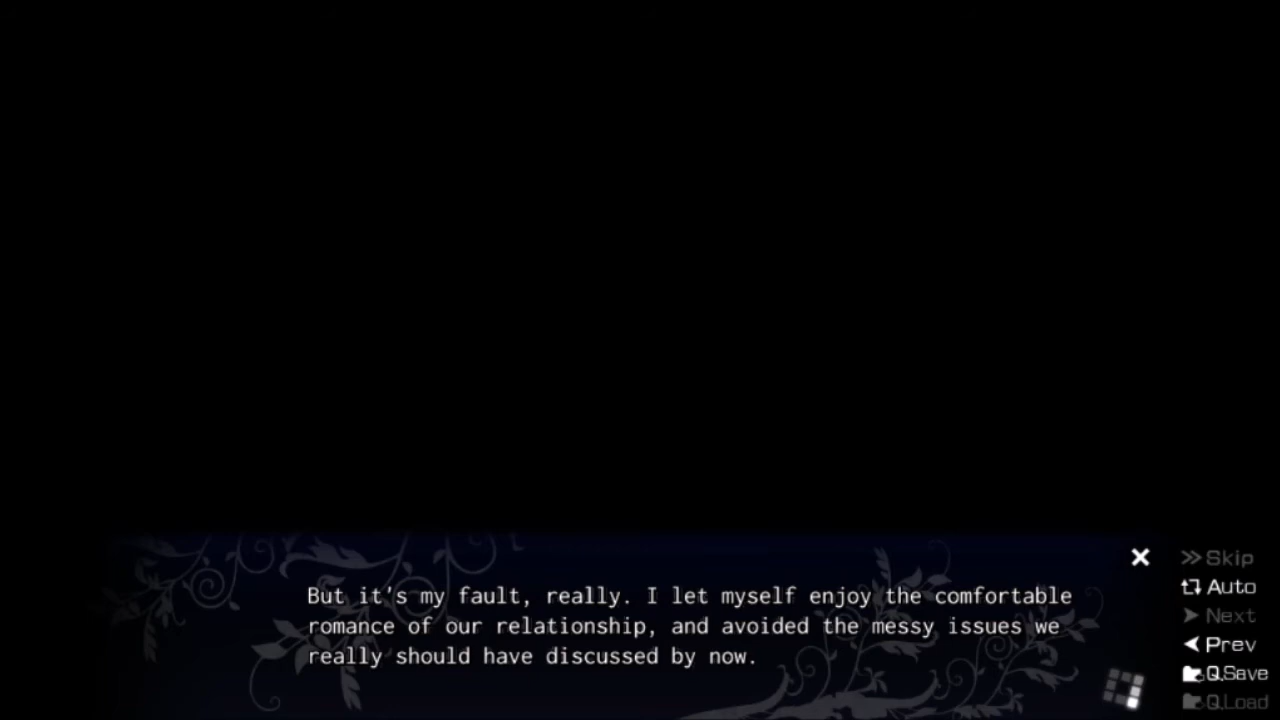 But it's my fault, really. I let myself enjoy the comfortable
romance of our relationship, and avoided the messy issues we
really should have discussed by now.
Skip
Auto
Next
Prev
Q.Save
Q.Load